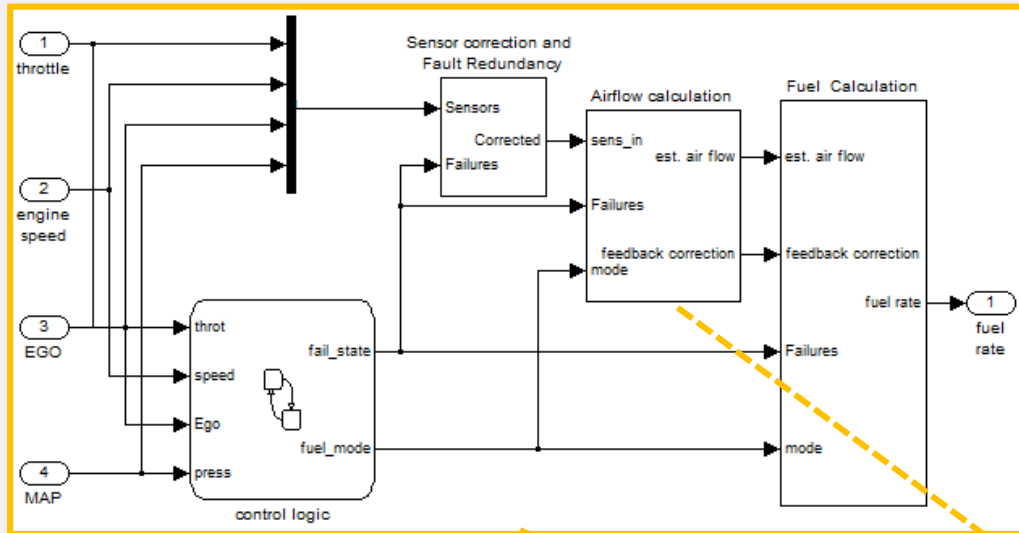 1
throttle
2
engine
speed
3
EGO
4
MAP
Sensor correction and
Fault Redundancy
Sensors
Corrected
Failures
Airflow calculation
sens_in
est. air flow
Failures
feedback correction
mode
Fuel Calculation
est. air flow
feedback correction
fuel rate
Failures
mode
1
fuel
rate
throt
fail_state
speed
Ego
fuel_mode
press
control logic